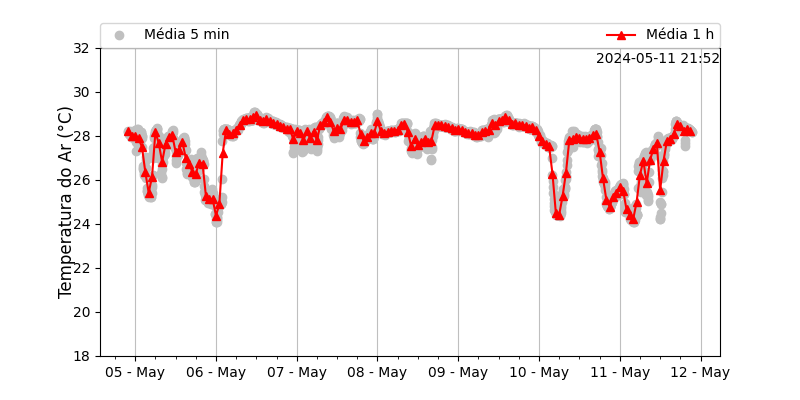 Média 5 min
Média 1 h
2024-05-11 21:52
Temperatura do Ar (°C)
32
30
28
26
24
22
20
18
05 - May
06 - May
07 - May
08 - May
09 - May
10 - May
11 - May
12 - May